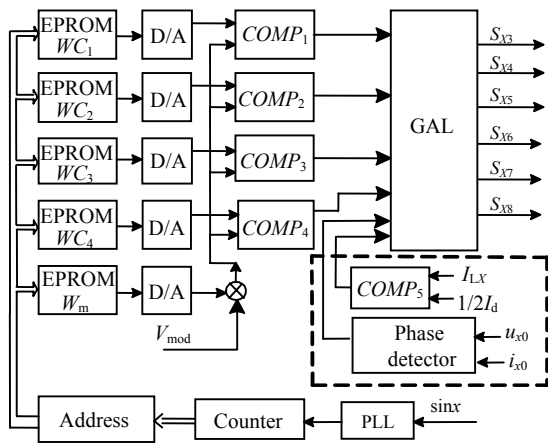 EPROM
WC1
D/A
COMP1
EPROM
WC2
D/A
COMP2
EPROM
WC3
D/A
COMP3
EPROM
WC4
D/A
COMP4
EPROM
Wm
D/A
Vmod
GAL
SX3
SX4
SX5
SX6
SX7
SX8
COMP5
ILX
1/2Id
Phase
detector
ux0
ix0
Address
Counter
PLL
sinx